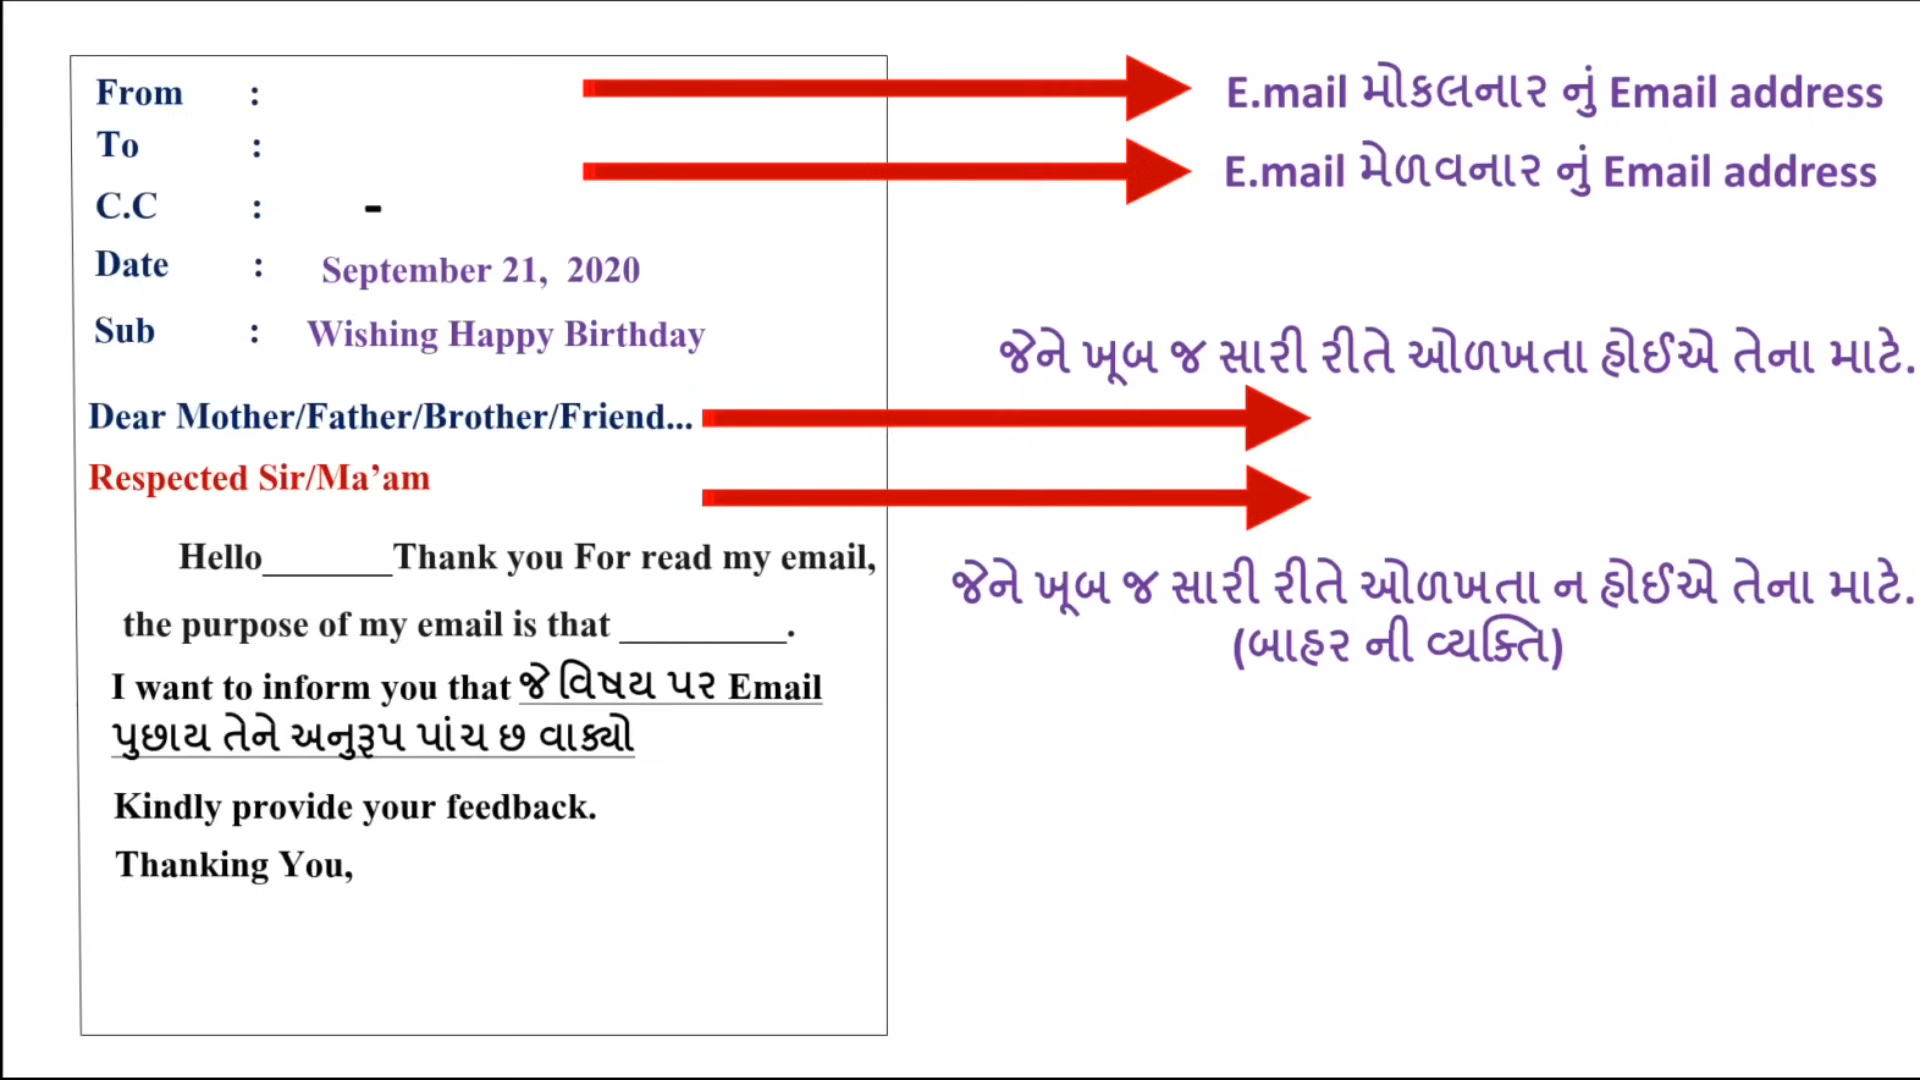 From : E.mail મોકલનાર નું Email address
To : E.mail મેળવનાર નું Email address
C.C : -
Date : September 21, 2020
Sub : Wishing Happy Birthday
જેને ખૂબ જ સારી રીતે ઓળખતા હોઈએ તેના માટે.
Dear Mother/Father/Brother/Friend...
Respected Sir/Ma’am
Hello_______Thank you For read my email,
જેને ખૂબ જ સારી રીતે ઓળખતા ન હોઈએ તેના માટે.
(બાહર ની વ્યક્તિ)
the purpose of my email is that _________.
I want to inform you that જે વિષય પર Email
પુછાય તેને અનુરૂપ પાંચ છ વાક્યો
Kindly provide your feedback.
Thanking You,